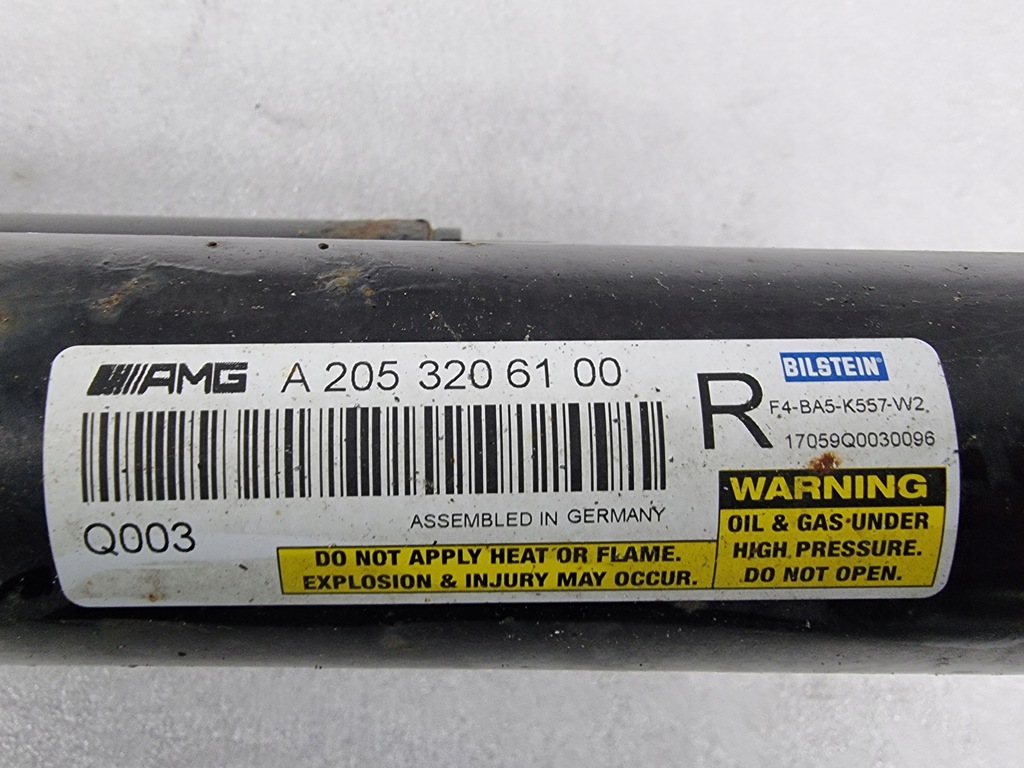 AMG A 205 320 61 00
R
BILSTEIN®
F4-BA5-K557-W2
17059Q0030096
ASSEMBLED IN GERMANY
Q003
DO NOT APPLY HEAT OR FLAME.
EXPLOSION & INJURY MAY OCCUR.
WARNING
OIL & GAS UNDER
HIGH PRESSURE.
DO NOT OPEN.